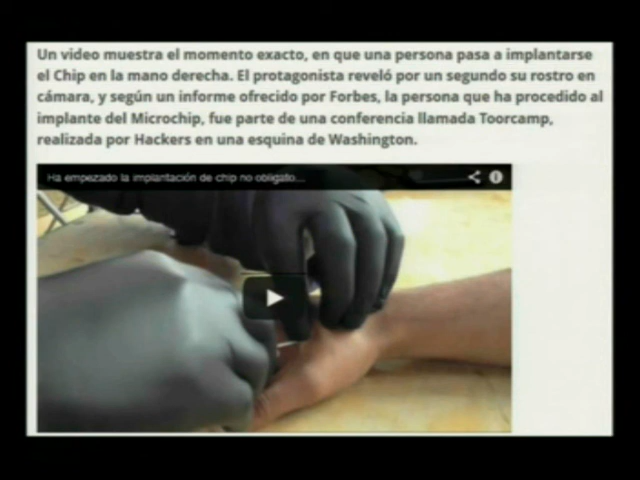 Un video muestra el momento exacto, en que una persona pasa a implantarse
el Chip en la mano derecha. El protagonista reveló por un segundo su rostro en
cámara, y según un informe ofrecido por Forbes, la persona que ha procedido al
implante del Microchip, fue parte de una conferencia llamada Toorcamp,
realizada por Hackers en una esquina de Washington.
Ha empezado la implantación de chip no obligato...